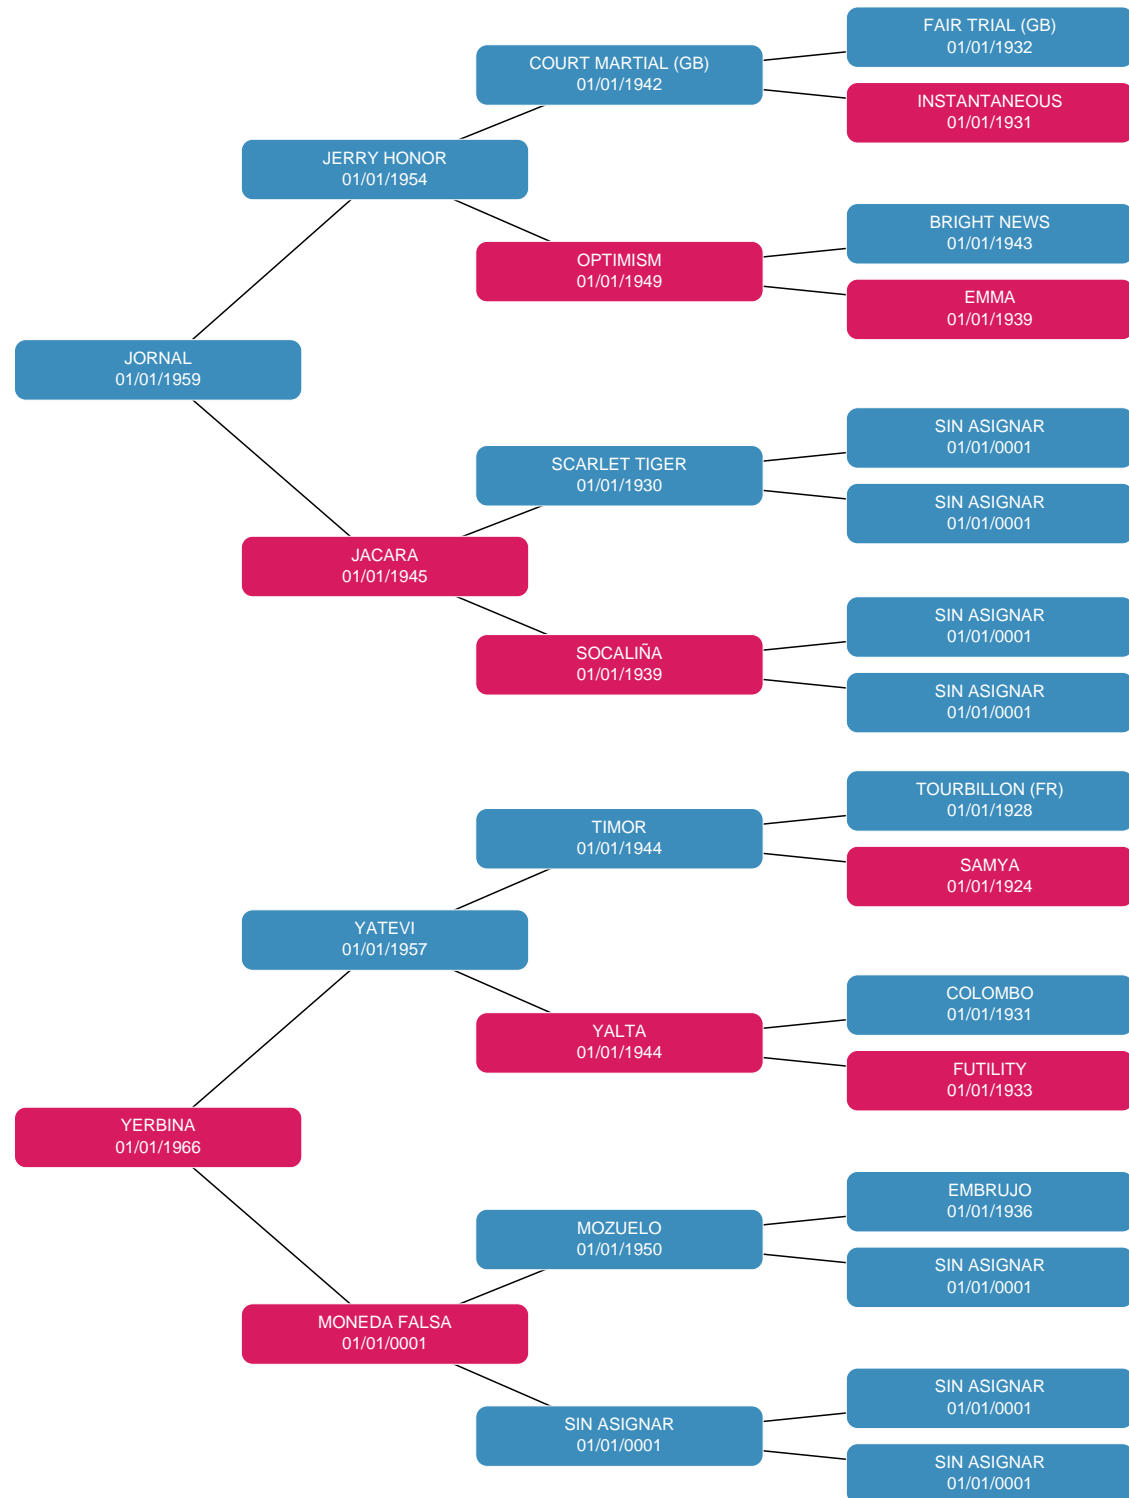 FAIR TRIAL (GB)
01/01/1932
COURT MARTIAL (GB)
01/01/1942
INSTANTANEOUS
01/01/1931
JERRY HONOR
01/01/1954
BRIGHT NEWS
01/01/1943
OPTIMISM
01/01/1949
EMMA
01/01/1939
JORNAL
01/01/1959
SIN ASIGNAR
01/01/0001
SCARLET TIGER
01/01/1930
SIN ASIGNAR
01/01/0001
JACARA
01/01/1945
SIN ASIGNAR
01/01/0001
SOCALIÑA
01/01/1939
SIN ASIGNAR
01/01/0001
TOURBILLON (FR)
01/01/1928
TIMOR
01/01/1944
SAMYA
01/01/1924
YATEVI
01/01/1957
COLOMBO
01/01/1931
YALTA
01/01/1944
FUTILITY
01/01/1933
YERBINA
01/01/1966
EMBRUJO
01/01/1936
MOZUELO
01/01/1950
SIN ASIGNAR
01/01/0001
MONEDA FALSA
01/01/0001
SIN ASIGNAR
01/01/0001
SIN ASIGNAR
01/01/0001
SIN ASIGNAR
01/01/0001